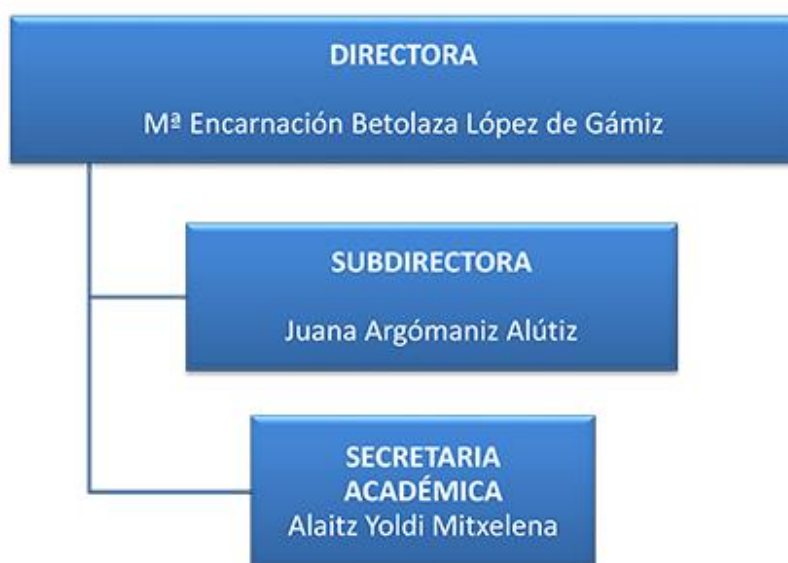 DIRECTORA
Mª Encarnación Betolaza López de Gámiz
SUBDIRECTORA
Juana Argómaniz Alútiz
SECRETARIA
ACADÉMICA
Alaitz Yoldi Mitxelena